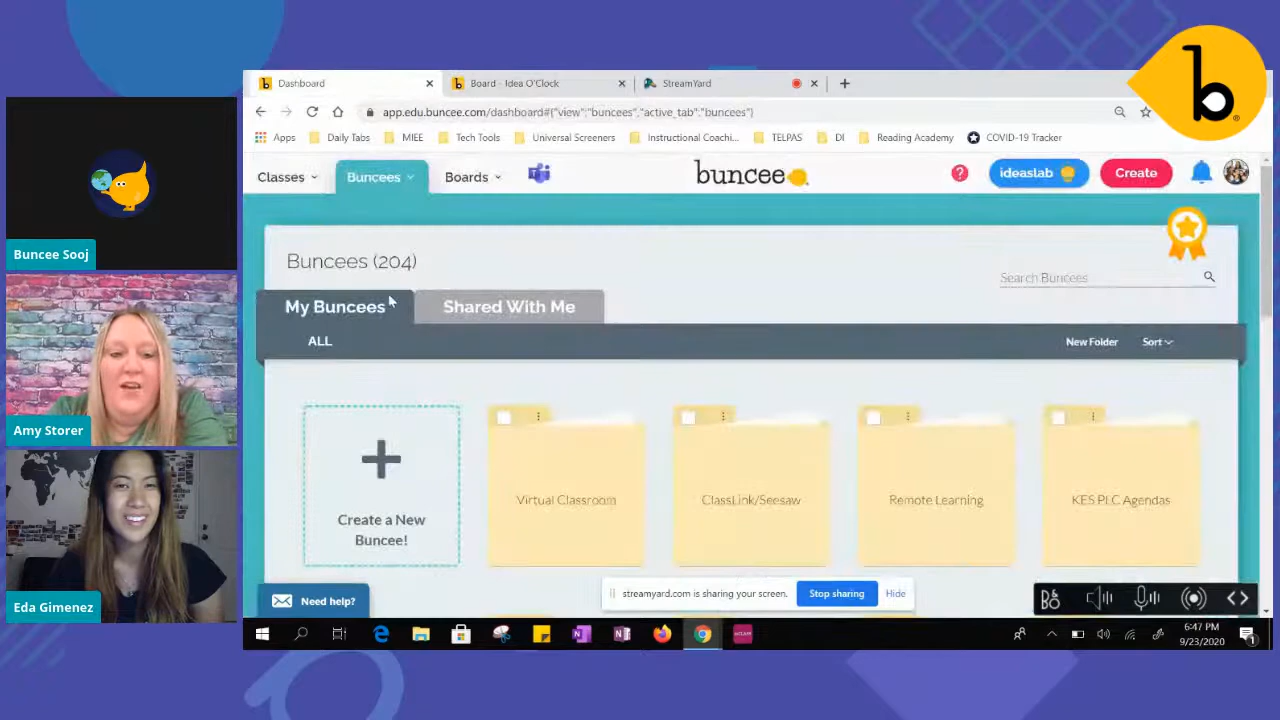 Dashboard
Board - Idea O'Clock
StreamYard
app.edu.buncee.com/dashboard#{"view":"buncees","active_tab":"buncees"}
Apps Daily Tabs MIEE Tech Tools Universal Screeners Instructional Coachi... TELPAS DI Reading Academy COVID-19 Tracker
Classes Buncees Boards buncee ideaslab Create
Buncees (204)
Search Buncees
My Buncees Shared With Me
ALL New Folder Sort
Create a New
Buncee!
Virtual Classroom
ClassLink/Seesaw
Remote Learning
KES PLC Agendas
Need help?
streamyard.com is sharing your screen. Stop sharing Hide
6:47 PM
9/23/2020
1
Buncee Sooj
Amy Storer
Eda Gimenez
b